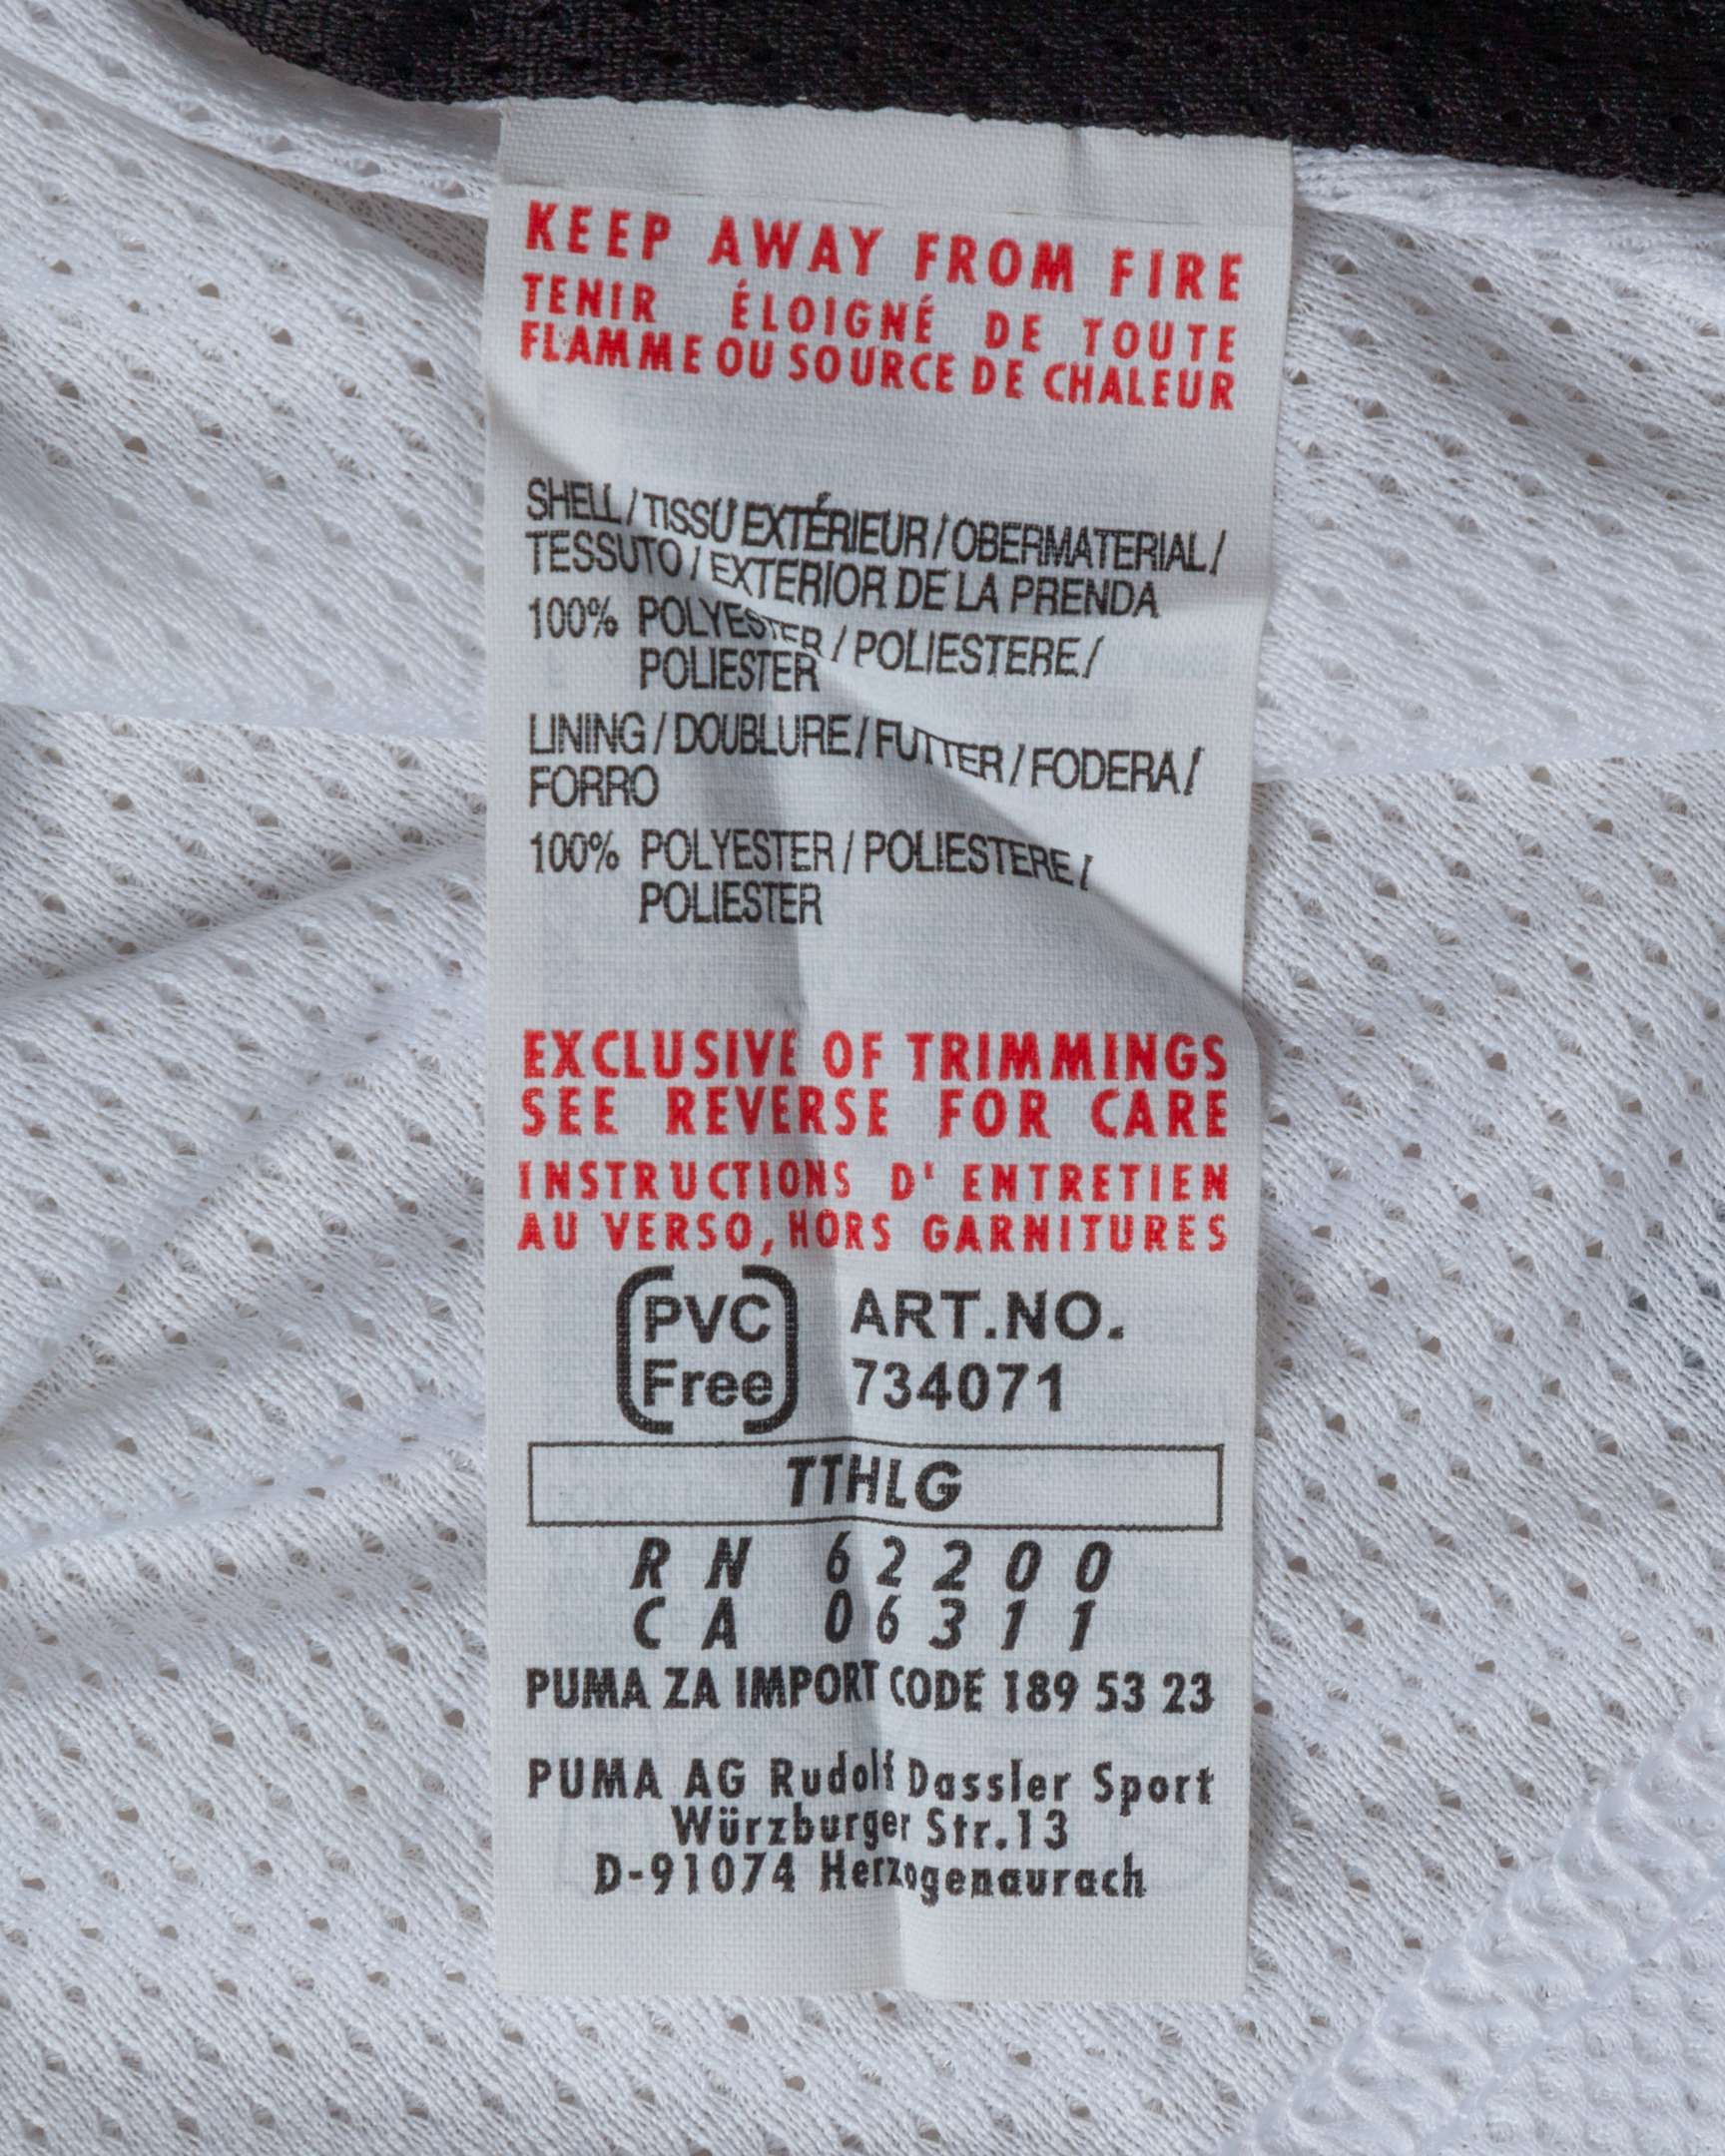 KEEP AWAY FROM FIRE
TENIR ÉLOIGNÉ DE TOUTE
FLAMME OU SOURCE DE CHALEUR
SHELL / TISSU EXTÉRIEUR / OBERMATERIAL /
TESSUTO / EXTERIOR DE LA PRENDA
100% POLYESTER / POLIESTERE /
POLIESTER
LINING / DOUBLURE / FUTTER / FODERA /
FORRO
100% POLYESTER / POLIESTERE /
POLIESTER
EXCLUSIVE OF TRIMMINGS
SEE REVERSE FOR CARE
INSTRUCTIONS D' ENTRETIEN
AU VERSO, HORS GARNITURES
PVC
Free
ART.NO.
734071
TTHLG
RN 62200
CA 06311
PUMA ZA IMPORT CODE 189 53 23
PUMA AG Rudolf Dassler Sport
Würzburger Str.13
D-91074 Herzogenaurach